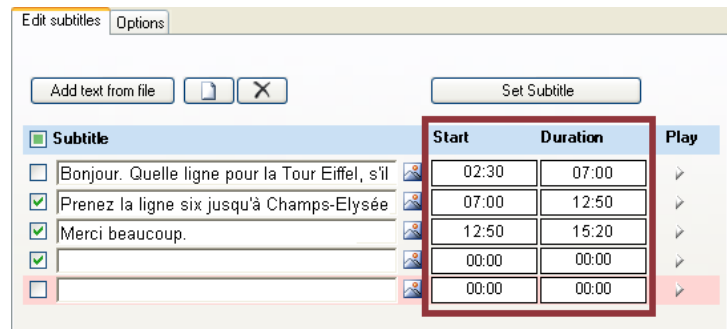 Edit subtitles Options
Add text from file Set Subtitle
Subtitle Start Duration Play
Bonjour. Quelle ligne pour la Tour Eiffel, s'il 02:30 07:00
Prenez la ligne six jusqu'à Champs-Elysée 07:00 12:50
Merci beaucoup. 12:50 15:20
00:00 00:00
00:00 00:00